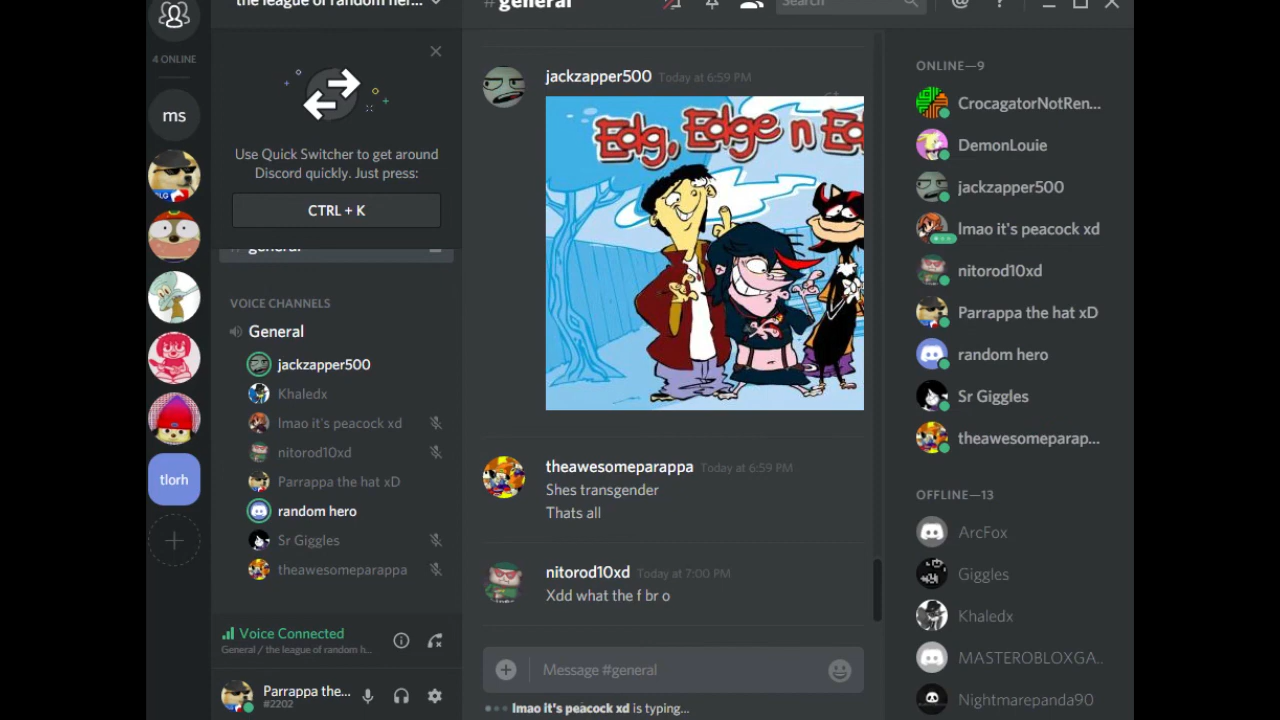 the league of random her...
4 ONLINE
ms
tlorh
Use Quick Switcher to get around
Discord quickly. Just press:
CTRL + K
# general
VOICE CHANNELS
General
jackzapper500
Khaledx
lmao it's peacock xd
nitorod10xd
Parrappa the hat xD
random hero
Sr Giggles
theawesomeparappa
Voice Connected
General / the league of random h...
Parrappa the...
#2202
# general
Search
jackzapper500 Today at 6:59 PM
Edg, Edge n Ed
theawesomeparappa Today at 6:59 PM
Shes transgender
Thats all
nitorod10xd Today at 7:00 PM
Xdd what the f br o
Message #general
lmao it's peacock xd is typing...
ONLINE—9
CrocagatorNotRen...
DemonLouie
jackzapper500
lmao it's peacock xd
nitorod10xd
Parrappa the hat xD
random hero
Sr Giggles
theawesomeparap...
OFFLINE—13
ArcFox
Giggles
Khaledx
MASTEROBLOXGA..
Nightmarepanda90